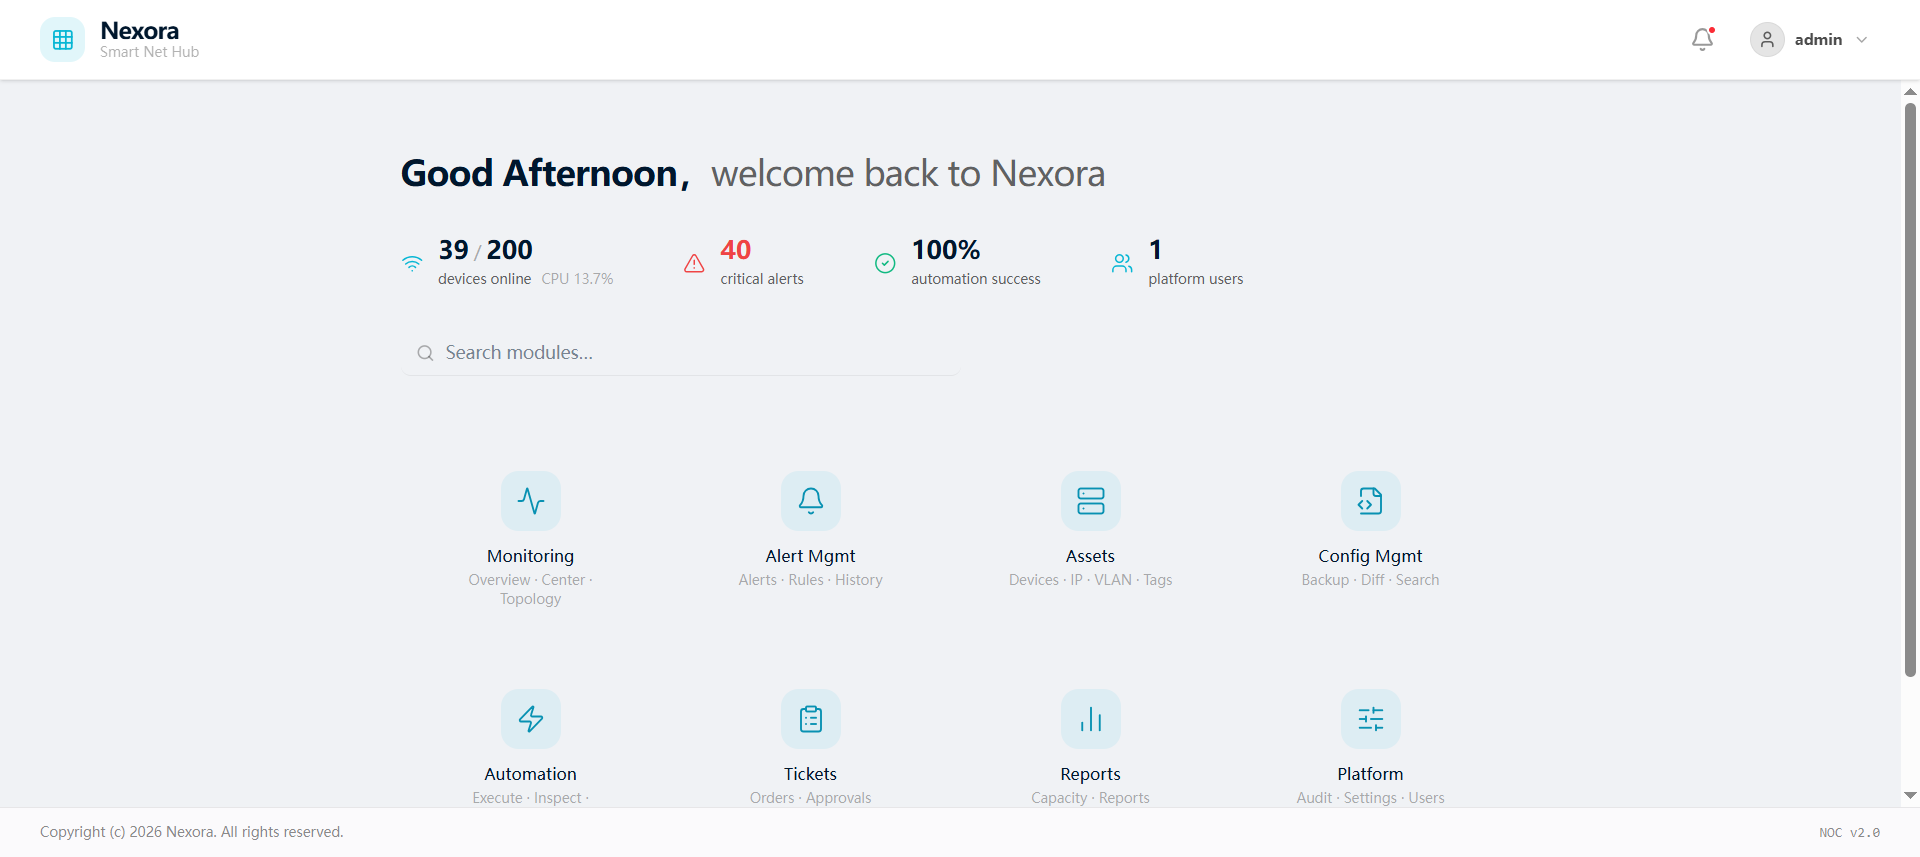 Nexora
Smart Net Hub
admin
Good Afternoon， welcome back to Nexora
39 / 200
devices online CPU 13.7%
40
critical alerts
100%
automation success
1
platform users
Search modules...
Monitoring
Overview · Center ·
Topology
Alert Mgmt
Alerts · Rules · History
Assets
Devices · IP · VLAN · Tags
Config Mgmt
Backup · Diff · Search
Automation
Execute · Inspect ·
Tickets
Orders · Approvals
Reports
Capacity · Reports
Platform
Audit · Settings · Users
Copyright (c) 2026 Nexora. All rights reserved.
NOC v2.0